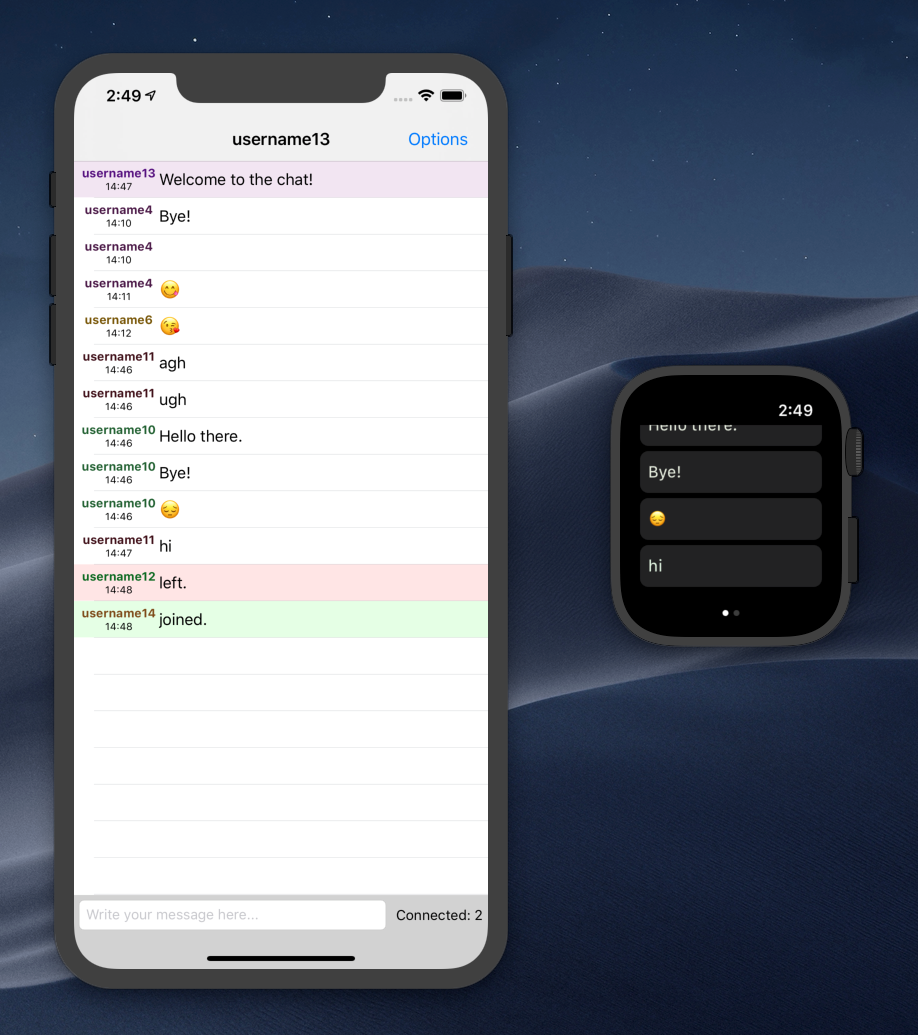 2:49
username13
Options
username13 Welcome to the chat!
14:47
username4 Bye!
14:10
username4
14:10
username4 😋
14:11
username6 😘
14:12
username11 agh
14:46
username11 ugh
14:46
username10 Hello there.
14:46
username10 Bye!
14:46
username10 😔
14:46
username11 hi
14:47
username12 left.
14:48
username14 joined.
14:48
Write your message here...
Connected: 2
2:49
Hello there.
Bye!
😔
hi